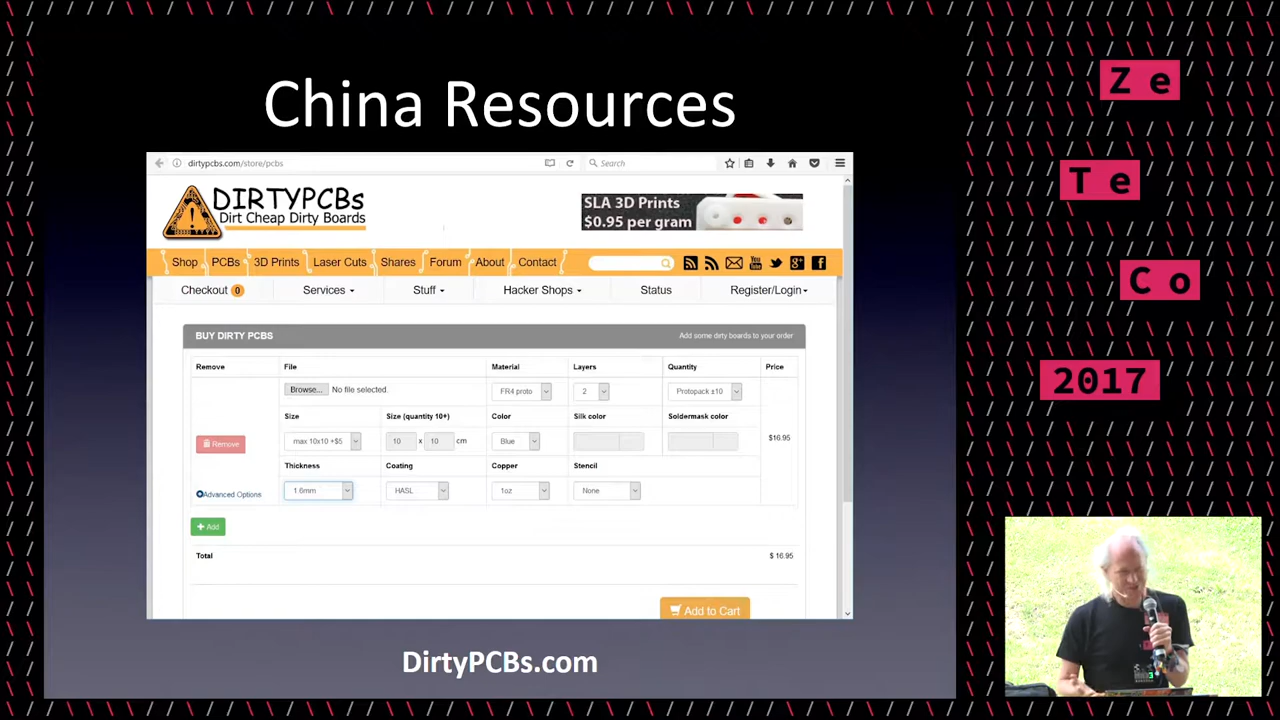 China Resources
dirtypcbs.com/store/pcbs
Search
DIRTYPCBs
Dirt Cheap Dirty Boards
SLA 3D Prints
$0.95 per gram
Shop PCBs 3D Prints Laser Cuts Shares Forum About Contact
You Tube
Checkout 0 Services Stuff Hacker Shops Status Register/Login
BUY DIRTY PCBS Add some dirty boards to your order
Remove File Material Layers Quantity Price
Browse... No file selected. FR4 proto 2 Protopack ±10
Size Size (quantity 10+) Color Silk color Soldermask color
Remove max 10x10 +$5 10 x 10 cm Blue $16.95
Thickness Coating Copper Stencil
Advanced Options 1.6mm HASL 1oz None
+ Add
Total $ 16.95
Add to Cart
DirtyPCBs.com
Ze
Te
Co
2017